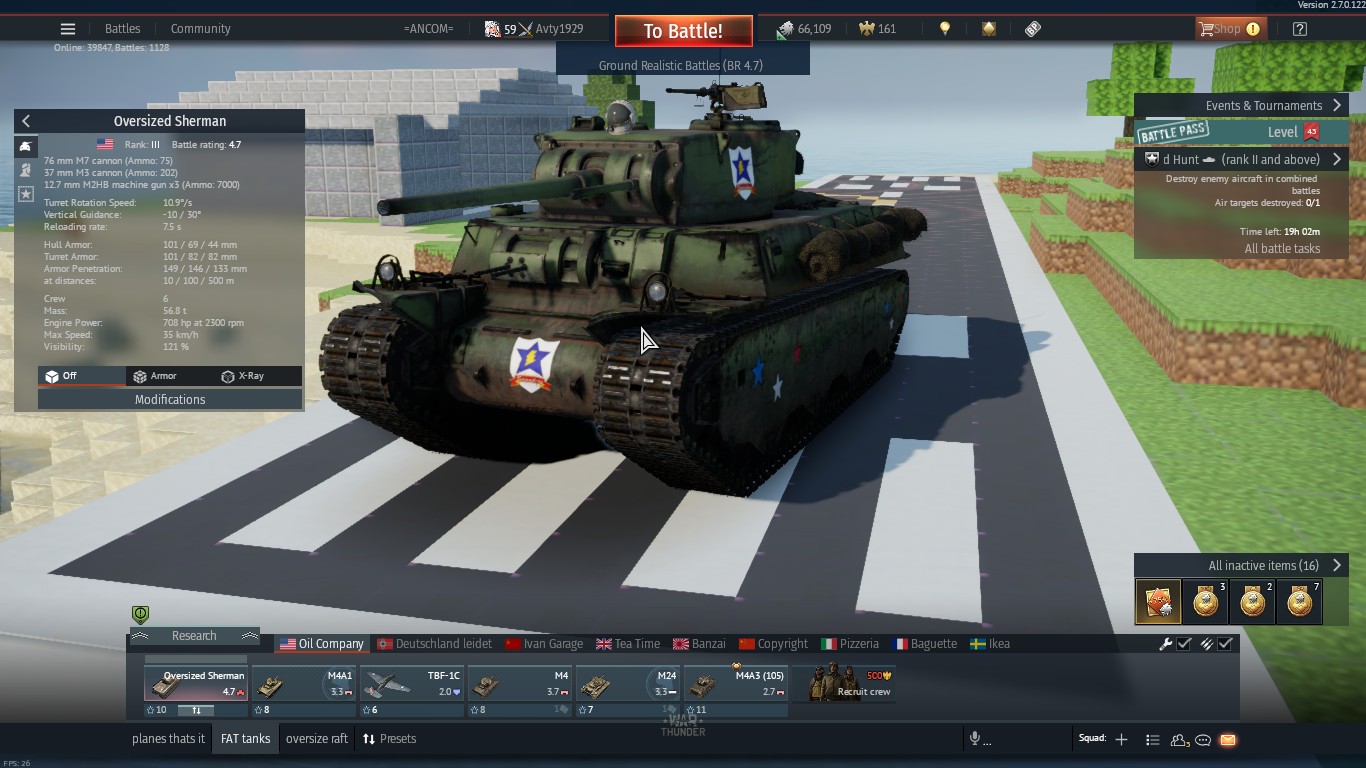 Version 2.7.0.122
Battles
Community
=ANCOM=
59
Avty1929
To Battle!
66,109
161
Shop
Online: 39847, Battles: 1128
Ground Realistic Battles (BR 4.7)
Oversized Sherman
Rank: III
Battle rating: 4.7
76 mm M7 cannon (Ammo: 75)
37 mm M3 cannon (Ammo: 202)
12.7 mm M2HB machine gun x3 (Ammo: 7000)
Turret Rotation Speed: 10.9°/s
Vertical Guidance: -10 / 30°
Reloading rate: 7.5 s
Hull Armor: 101 / 69 / 44 mm
Turret Armor: 101 / 82 / 82 mm
Armor Penetration: 149 / 146 / 133 mm
at distances: 10 / 100 / 500 m
Crew 6
Mass: 56.8 t
Engine Power: 708 hp at 2300 rpm
Max Speed: 35 km/h
Visibility: 121 %
Off
Armor
X-Ray
Modifications
Events & Tournaments
BATTLE PASS
Level 43
d Hunt (rank II and above)
Destroy enemy aircraft in combined
battles
Air targets destroyed: 0/1
Time left: 19h 02m
All battle tasks
All inactive items (16)
3
2
7
Research
Oil Company
Deutschland leidet
Ivan Garage
Tea Time
Banzai
Copyright
Pizzeria
Baguette
Ikea
Oversized Sherman
4.7
10
M4A1
3.3
8
TBF-1C
2.0
6
M4
3.7
8
M24
3.3
7
M4A3 (105)
2.7
11
500
Recruit crew
WAR
THUNDER
planes thats it
FAT tanks
oversize raft
Presets
...
Squad:
FPS: 26